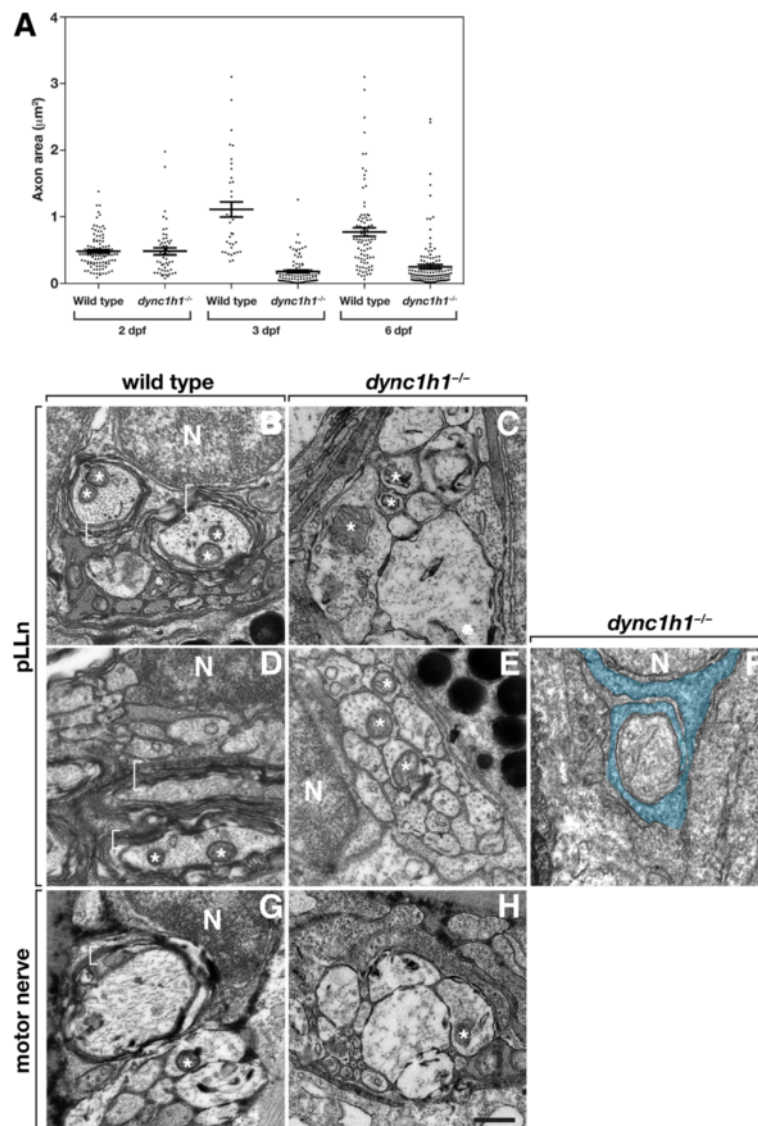 A
4
3
2
1
0
Axon area (μm²)
Wild type dync1h1⁻/⁻ Wild type dync1h1⁻/⁻ Wild type dync1h1⁻/⁻
2 dpf 3 dpf 6 dpf
wild type dync1h1⁻/⁻
pLLn
B N * * * *
C * * *
dync1h1⁻/⁻
D N * *
E N * * *
F N
motor nerve
G N *
H *